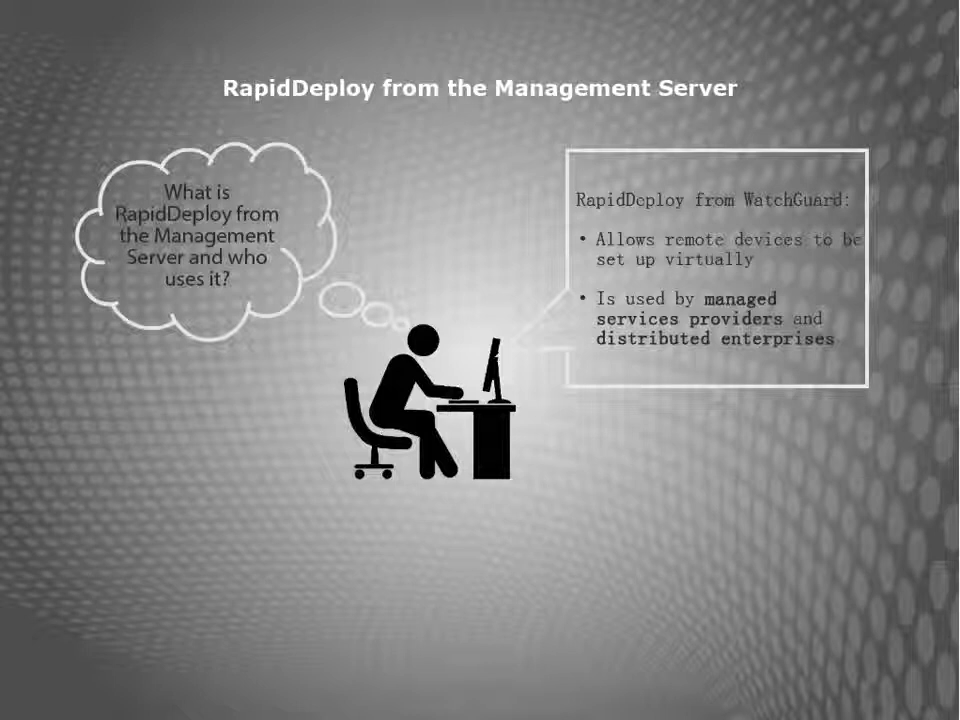 RapidDeploy from the Management Server
What is
RapidDeploy from
the Management
Server and who
uses it?
RapidDeploy from WatchGuard:
• Allows remote devices to be
set up virtually
• Is used by managed
services providers and
distributed enterprises